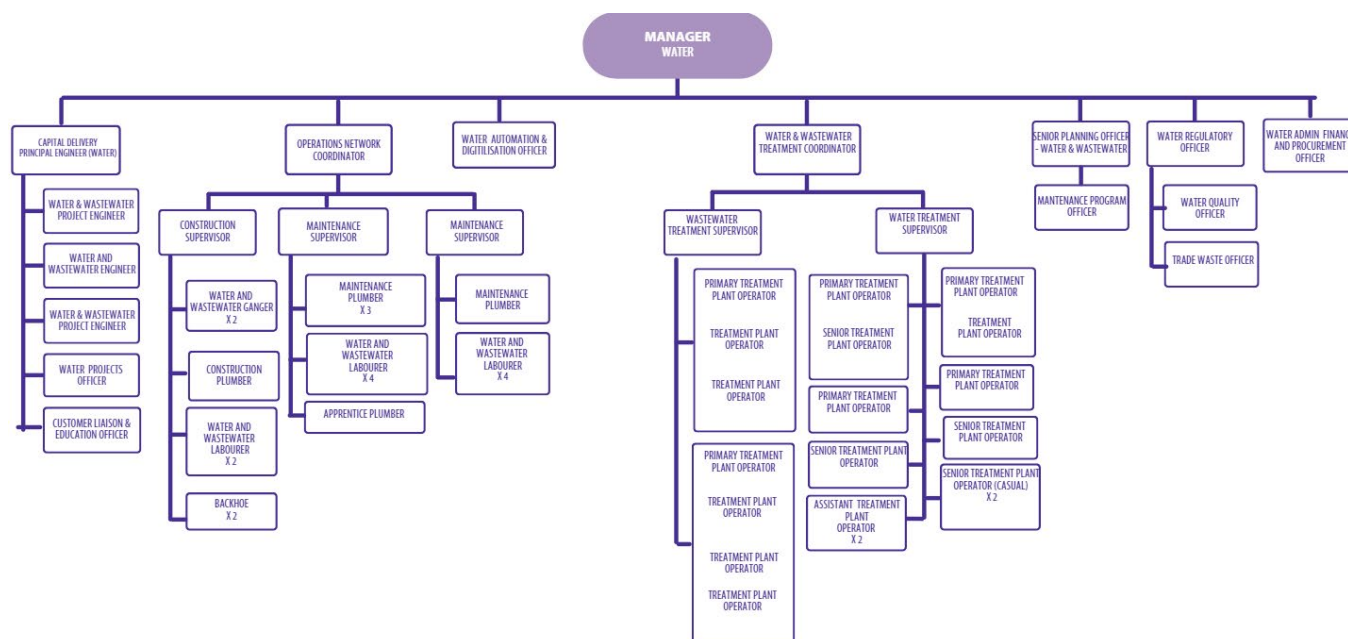 MANAGER
WATER
CAPITAL DELIVERY
PRINCIPAL ENGINEER (WATER)
OPERATIONS NETWORK
COORDINATOR
WATER AUTOMATION &
DIGITILISATION OFFICER
WATER & WASTEWATER
TREATMENT COORDINATOR
SENIOR PLANNING OFFICER
- WATER & WASTEWATER
WATER REGULATORY
OFFICER
WATER ADMIN FINANCE
AND PROCUREMENT
OFFICER
WATER & WASTEWATER
PROJECT ENGINEER
WATER AND
WASTEWATER ENGINEER
WATER & WASTEWATER
PROJECT ENGINEER
WATER PROJECTS
OFFICER
CUSTOMER LIAISON &
EDUCATION OFFICER
CONSTRUCTION
SUPERVISOR
WATER AND
WASTEWATER GANGER
X 2
CONSTRUCTION
PLUMBER
WATER AND
WASTEWATER
LABOURER
X 2
BACKHOE
X 2
MAINTENANCE
SUPERVISOR
MAINTENANCE
PLUMBER
X 3
WATER AND
WASTEWATER
LABOURER
X 4
APPRENTICE PLUMBER
MAINTENANCE
SUPERVISOR
MAINTENANCE
PLUMBER
WATER AND
WASTEWATER
LABOURER
X 4
WASTEWATER
TREATMENT SUPERVISOR
PRIMARY TREATMENT
PLANT OPERATOR
TREATMENT PLANT
OPERATOR
TREATMENT PLANT
OPERATOR
PRIMARY TREATMENT
PLANT OPERATOR
TREATMENT PLANT
OPERATOR
TREATMENT PLANT
OPERATOR
TREATMENT PLANT
OPERATOR
WATER TREATMENT
SUPERVISOR
PRIMARY TREATMENT
PLANT OPERATOR
SENIOR TREATMENT
PLANT OPERATOR
PRIMARY TREATMENT
PLANT OPERATOR
SENIOR TREATMENT PLANT
OPERATOR
ASSISTANT TREATMENT
PLANT
OPERATOR
X 2
PRIMARY TREATMENT
PLANT OPERATOR
TREATMENT
PLANT OPERATOR
PRIMARY TREATMENT
PLANT OPERATOR
SENIOR TREATMENT
PLANT OPERATOR
SENIOR TREATMENT PLANT
OPERATOR (CASUAL)
X 2
MANTENANCE PROGRAM
OFFICER
WATER QUALITY
OFFICER
TRADE WASTE OFFICER